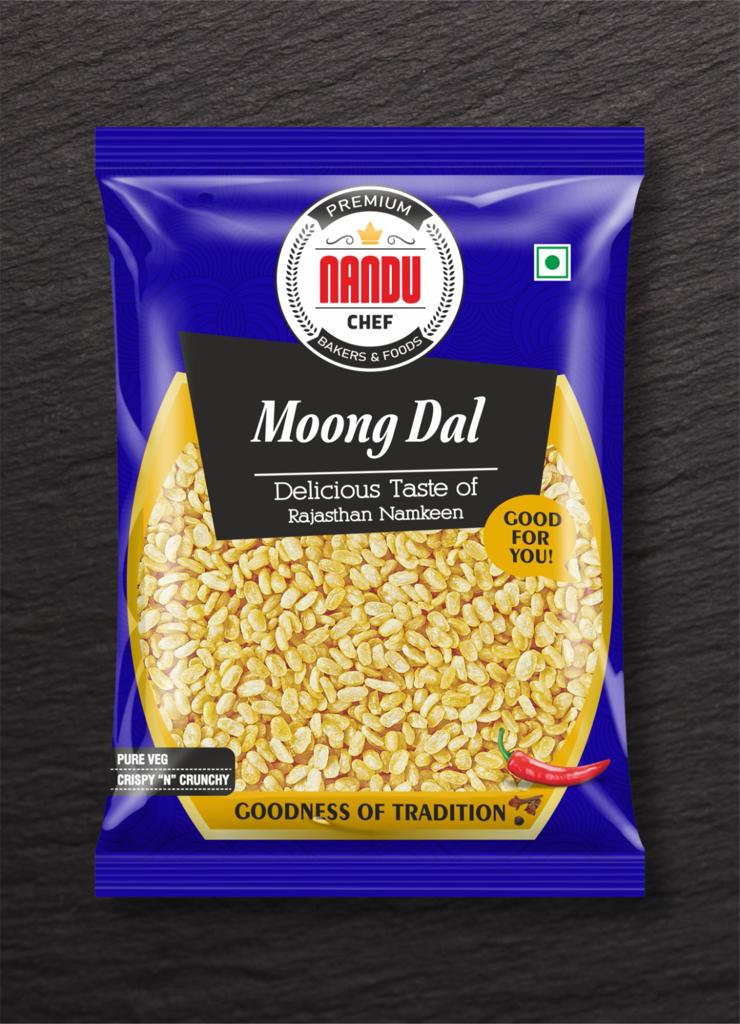 PREMIUM
NANDU
CHEF
BAKERS & FOODS
Moong Dal
Delicious Taste of
Rajasthan Namkeen
GOOD
FOR
YOU!
PURE VEG
CRISPY "N" CRUNCHY
GOODNESS OF TRADITION